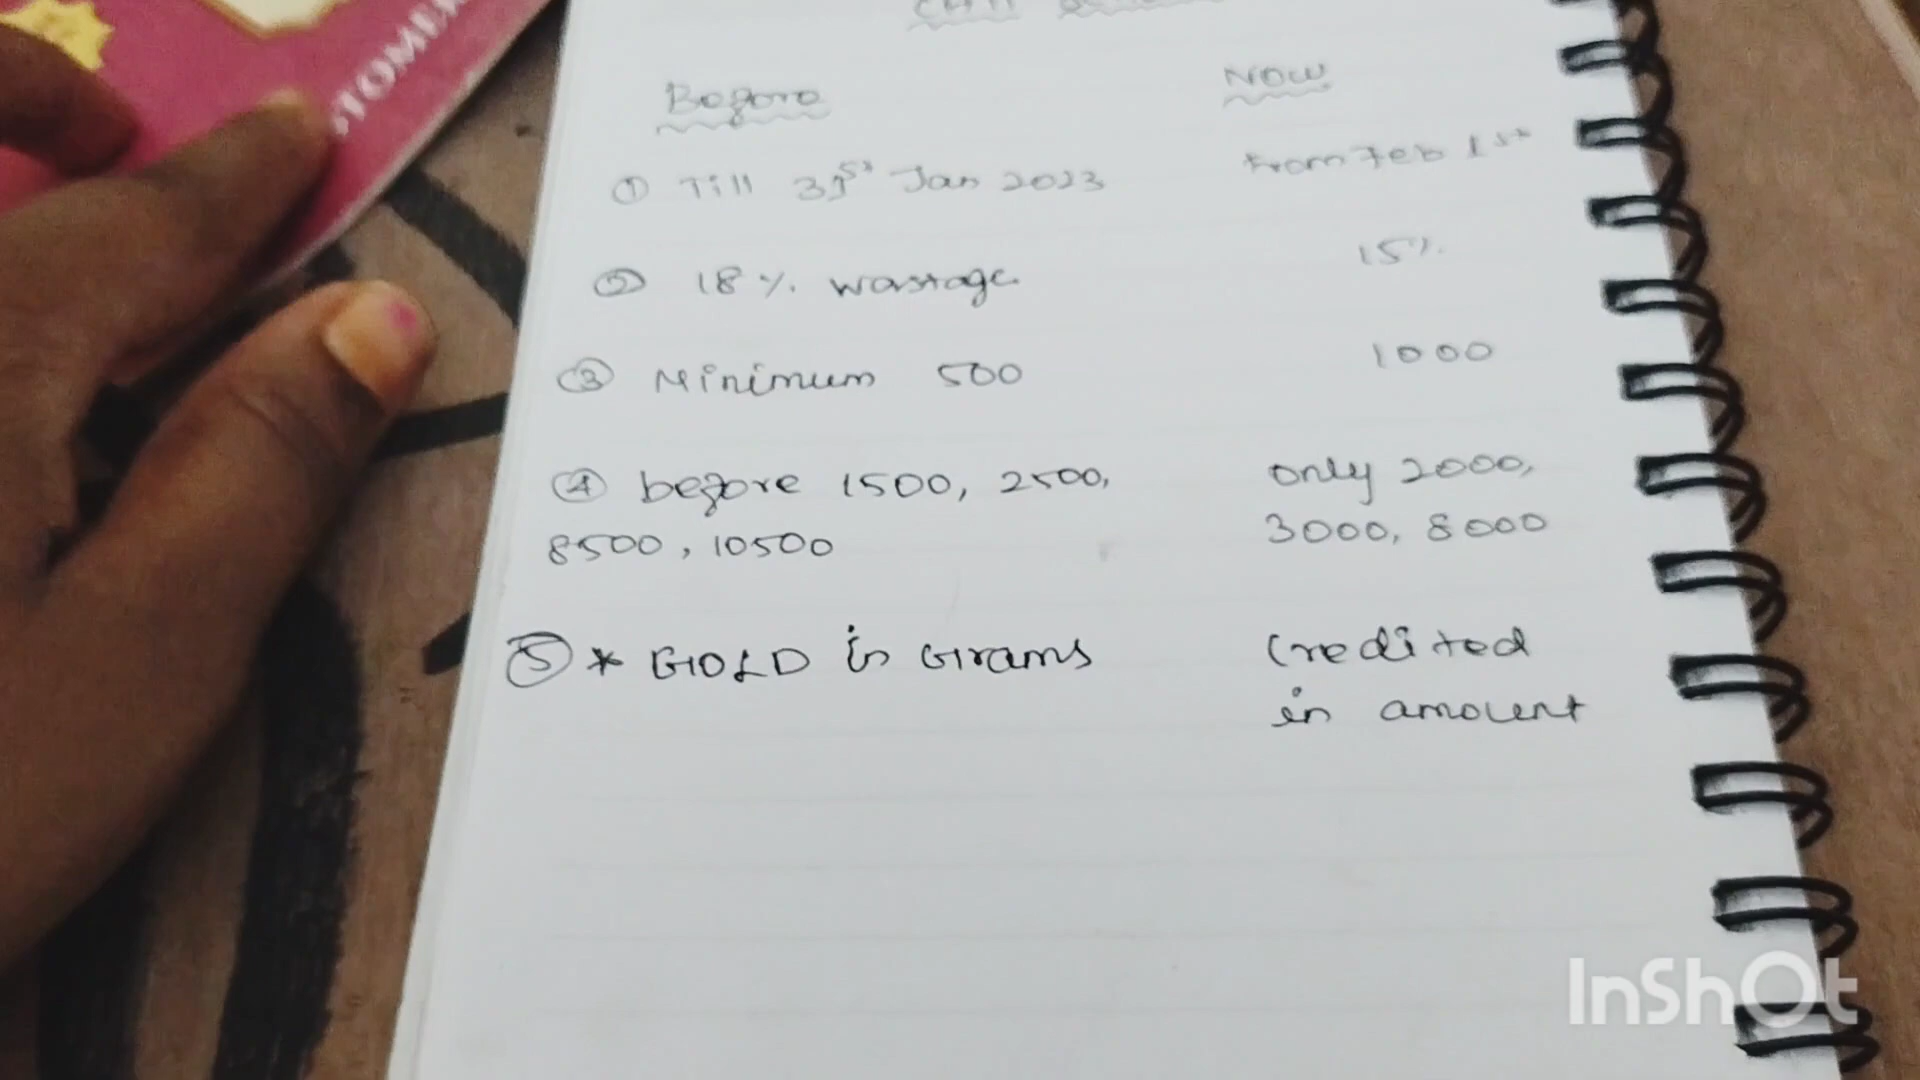 Before
Now
① Till 31st Jan 2023
From Feb 1st
② 18 %. wastage
15%.
③ Minimum 500
1000
④ before 1500, 2500,
only 2000,
8500, 10500
3000, 8000
⑤ * GOLD in Grams
Credited
in amount
InShOt